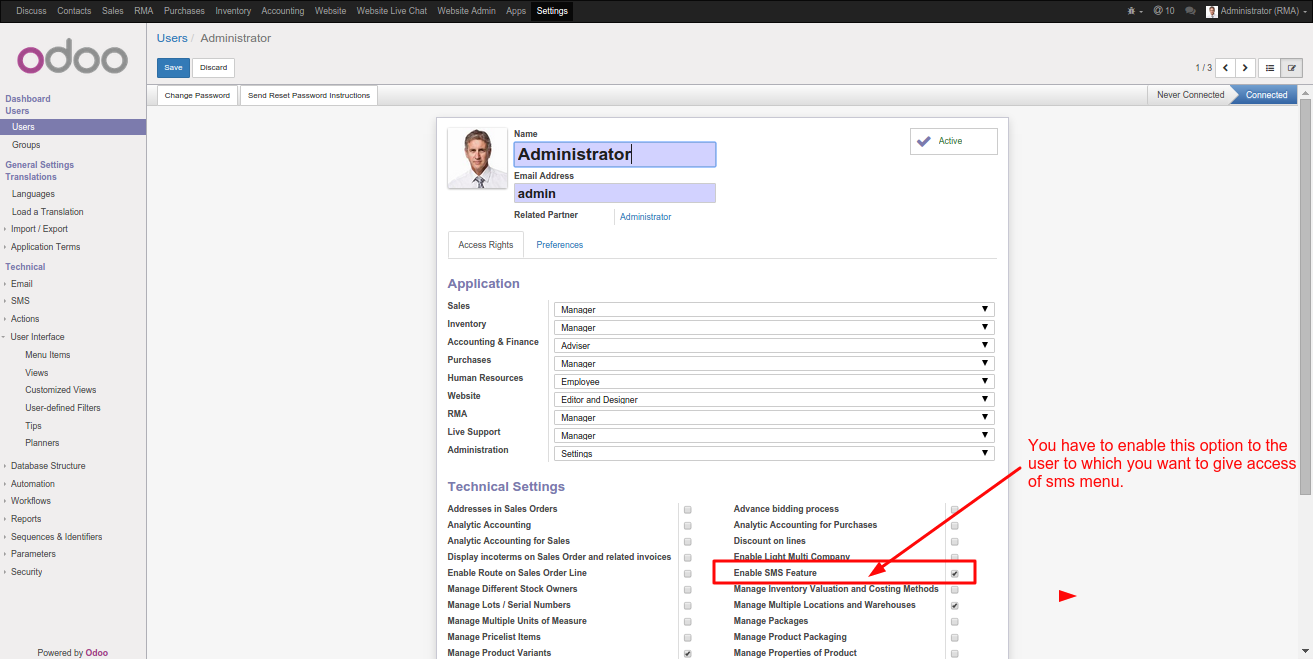 Discuss Contacts Sales RMA Purchases Inventory Accounting Website Website Live Chat Website Admin Apps Settings @ 10 Administrator (RMA)
odoo
Users / Administrator
Save Discard
1 / 3
Change Password Send Reset Password Instructions
Never Connected Connected
Dashboard
Users
Users
Groups
General Settings
Translations
Languages
Load a Translation
Import / Export
Application Terms
Technical
Email
SMS
Actions
User Interface
Menu Items
Views
Customized Views
User-defined Filters
Tips
Planners
Database Structure
Automation
Workflows
Reports
Sequences & Identifiers
Parameters
Security
Powered by Odoo
Name
Administrator
Email Address
admin
Related Partner Administrator
Active
Access Rights Preferences
Application
Sales Manager
Inventory Manager
Accounting & Finance Adviser
Purchases Manager
Human Resources Employee
Website Editor and Designer
RMA Manager
Live Support Manager
Administration Settings
Technical Settings
Addresses in Sales Orders Advance bidding process
Analytic Accounting Analytic Accounting for Purchases
Analytic Accounting for Sales Discount on lines
Display incoterms on Sales Order and related invoices Enable Light Multi Company
Enable Route on Sales Order Line Enable SMS Feature
Manage Different Stock Owners Manage Inventory Valuation and Costing Methods
Manage Lots / Serial Numbers Manage Multiple Locations and Warehouses
Manage Multiple Units of Measure Manage Packages
Manage Pricelist Items Manage Product Packaging
Manage Product Variants Manage Properties of Product
You have to enable this option to the
user to which you want to give access
of sms menu.